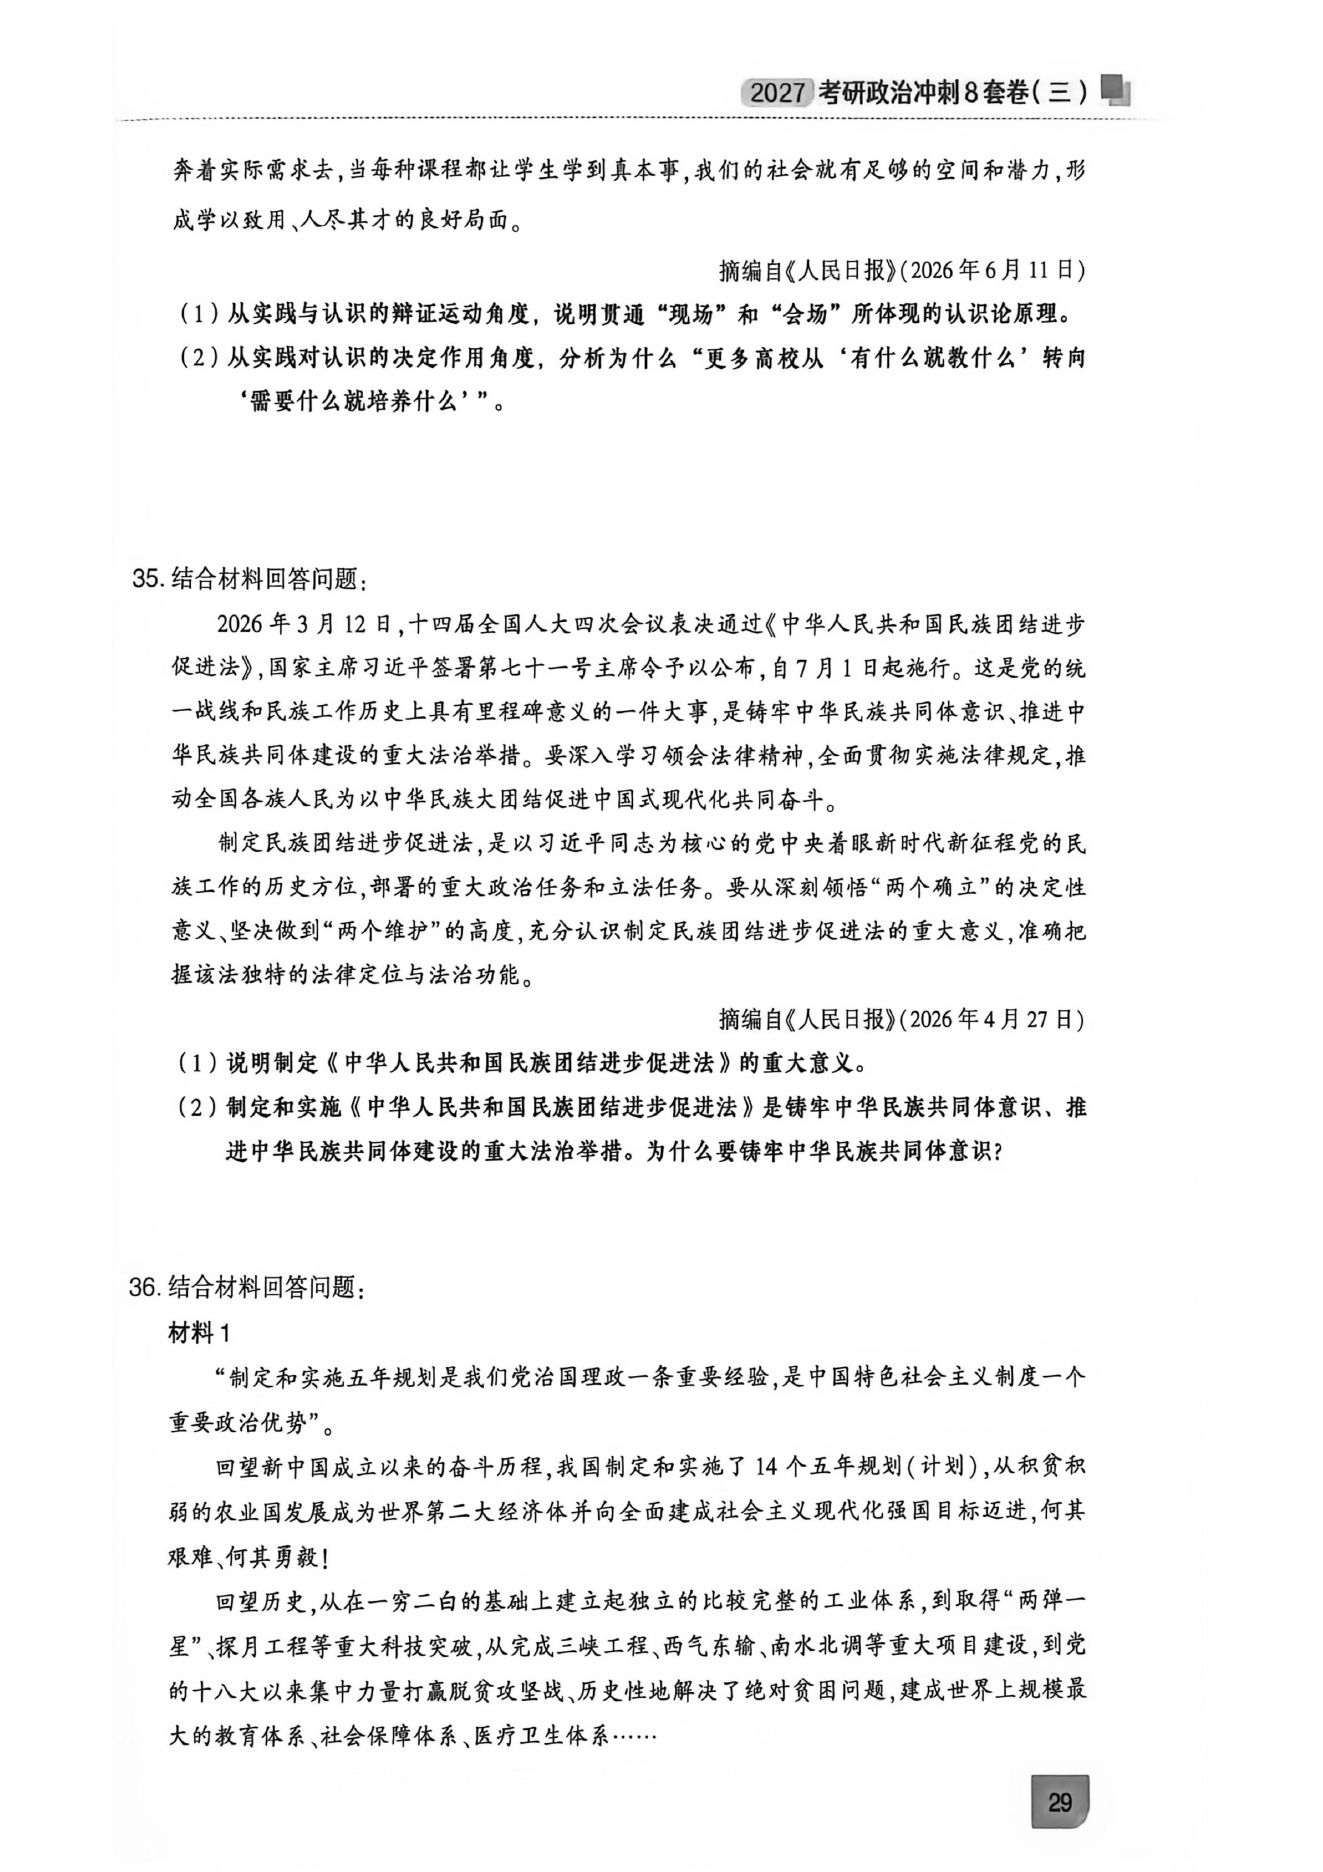 2027 考研政治冲刺8套卷(三)
奔着实际需求去,当每种课程都让学生学到真本事,我们的社会就有足够的空间和潜力,形
成学以致用、人尽其才的良好局面。
摘编自《人民日报》(2026年6月11日)
(1)从实践与认识的辩证运动角度,说明贯通“现场”和“会场”所体现的认识论原理。
(2)从实践对认识的决定作用角度,分析为什么“更多高校从‘有什么就教什么’转向
‘需要什么就培养什么’”。
35. 结合材料回答问题:
2026年3月12日,十四届全国人大四次会议表决通过《中华人民共和国民族团结进步
促进法》,国家主席习近平签署第七十一号主席令予以公布,自7月1日起施行。这是党的统
一战线和民族工作历史上具有里程碑意义的一件大事,是铸牢中华民族共同体意识、推进中
华民族共同体建设的重大法治举措。要深入学习领会法律精神,全面贯彻实施法律规定,推
动全国各族人民为以中华民族大团结促进中国式现代化共同奋斗。
制定民族团结进步促进法,是以习近平同志为核心的党中央着眼新时代新征程党的民
族工作的历史方位,部署的重大政治任务和立法任务。要从深刻领悟“两个确立”的决定性
意义、坚决做到“两个维护”的高度,充分认识制定民族团结进步促进法的重大意义,准确把
握该法独特的法律定位与法治功能。
摘编自《人民日报》(2026年4月27日)
(1)说明制定《中华人民共和国民族团结进步促进法》的重大意义。
(2)制定和实施《中华人民共和国民族团结进步促进法》是铸牢中华民族共同体意识、推
进中华民族共同体建设的重大法治举措。为什么要铸牢中华民族共同体意识?
36. 结合材料回答问题:
材料1
“制定和实施五年规划是我们党治国理政一条重要经验,是中国特色社会主义制度一个
重要政治优势”。
回望新中国成立以来的奋斗历程,我国制定和实施了14个五年规划(计划),从积贫积
弱的农业国发展成为世界第二大经济体并向全面建成社会主义现代化强国目标迈进,何其
艰难、何其勇毅!
回望历史,从在一穷二白的基础上建立起独立的比较完整的工业体系,到取得“两弹一
星”、探月工程等重大科技突破,从完成三峡工程、西气东输、南水北调等重大项目建设,到党
的十八大以来集中力量打赢脱贫攻坚战、历史性地解决了绝对贫困问题,建成世界上规模最
大的教育体系、社会保障体系、医疗卫生体系……
29